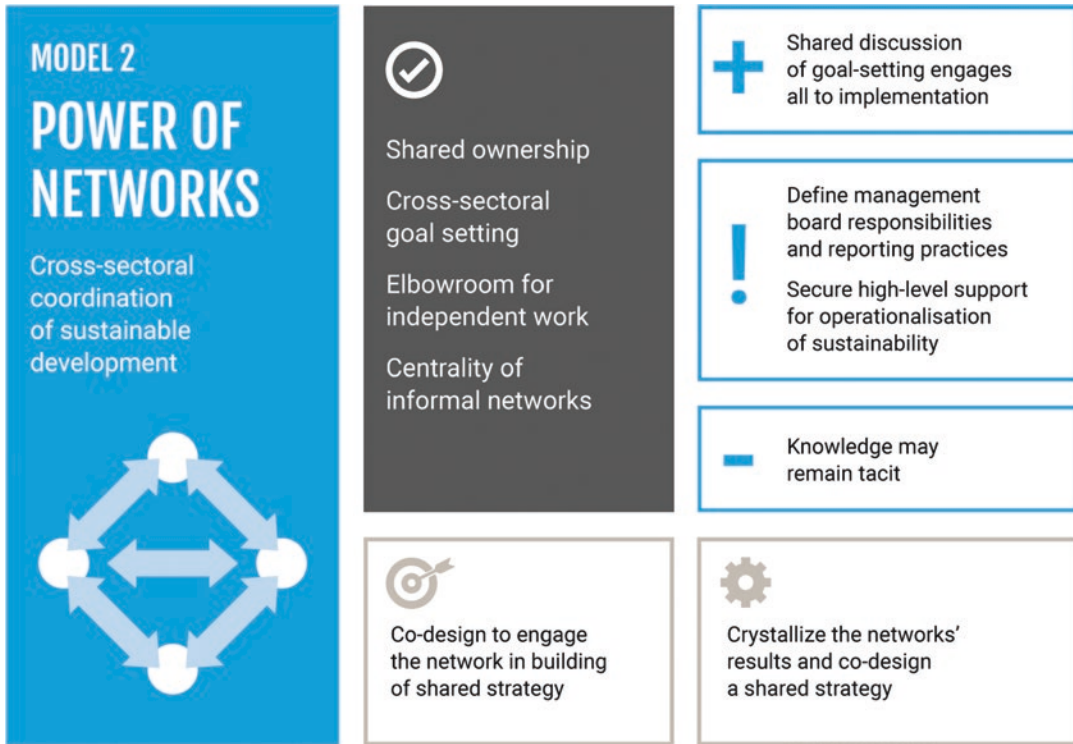 MODEL 2
POWER OF
NETWORKS
Cross-sectoral
coordination
of sustainable
development
Shared ownership
Cross-sectoral
goal setting
Elbowroom for
independent work
Centrality of
informal networks
Shared discussion
of goal-setting engages
all to implementation
Define management
board responsibilities
and reporting practices
Secure high-level support
for operationalisation
of sustainability
Knowledge may
remain tacit
Co-design to engage
the network in building
of shared strategy
Crystallize the networks’
results and co-design
a shared strategy